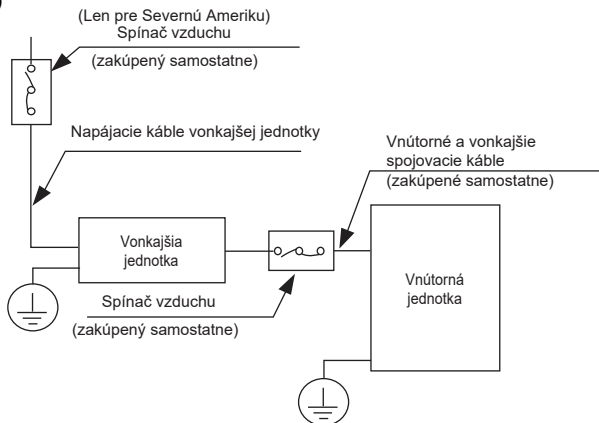 (Len pre Severnú Ameriku)
Spínač vzduchu
(zakúpený samostatne)
Napájacie káble vonkajšej jednotky
Vnútorné a vonkajšie
spojovacie káble
(zakúpené samostatne)
Vonkajšia
jednotka
Vnútorná
jednotka
Spínač vzduchu
(zakúpený samostatne)